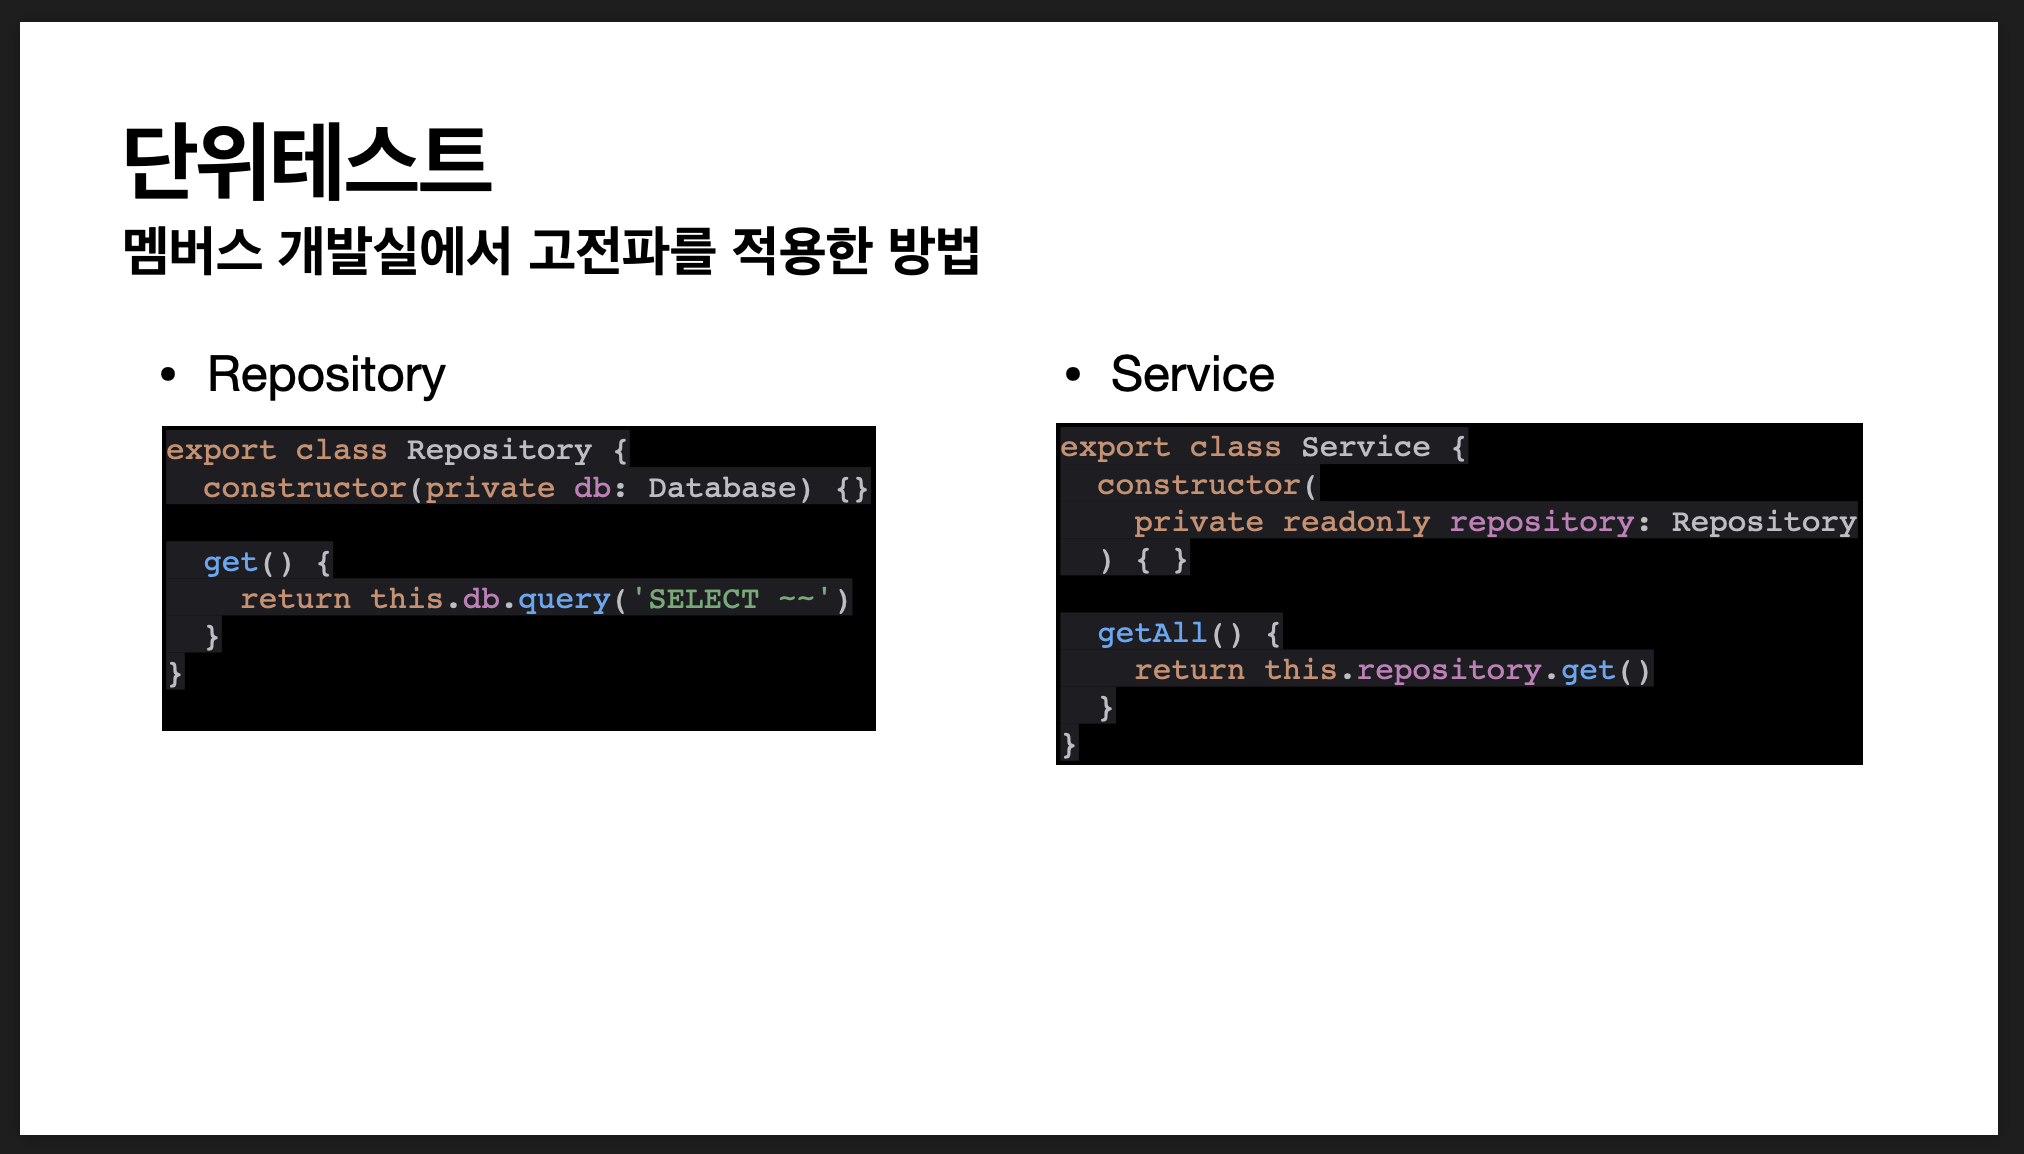 단위테스트
멤버스 개발실에서 고전파를 적용한 방법
• Repository
export class Repository {
  constructor(private db: Database) {}

  get() {
    return this.db.query('SELECT ~~')
  }
}
• Service
export class Service {
  constructor(
    private readonly repository: Repository
  ) { }

  getAll() {
    return this.repository.get()
  }
}